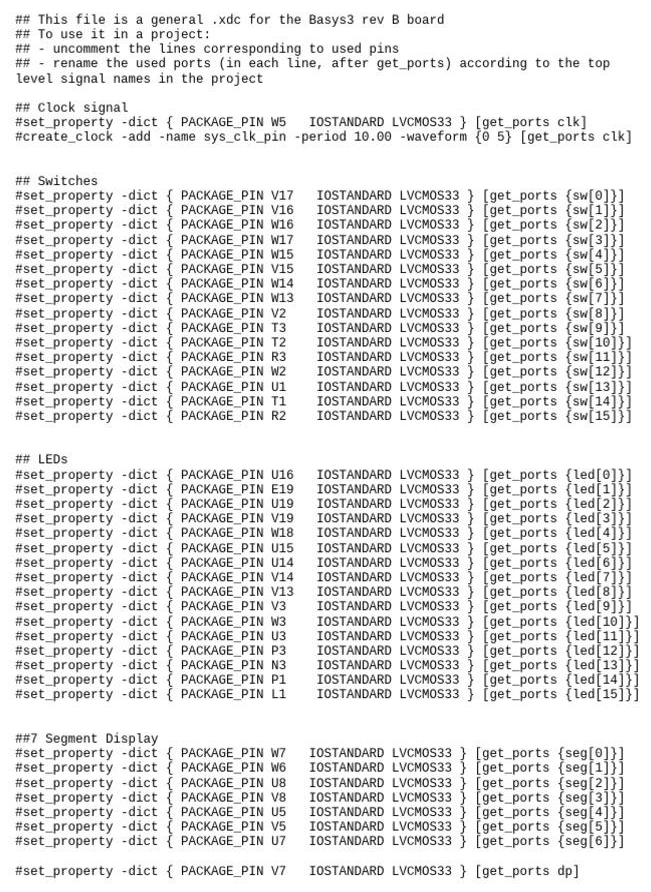 ## This file is a general .xdc for the Basys3 rev B board
## To use it in a project:
## - uncomment the lines corresponding to used pins
## - rename the used ports (in each line, after get_ports) according to the top
level signal names in the project
## Clock signal
#set_property -dict { PACKAGE_PIN W5   IOSTANDARD LVCMOS33 } [get_ports clk]
#create_clock -add -name sys_clk_pin -period 10.00 -waveform {0 5} [get_ports clk]
## Switches
#set_property -dict { PACKAGE_PIN V17   IOSTANDARD LVCMOS33 } [get_ports {sw[0]}]
#set_property -dict { PACKAGE_PIN V16   IOSTANDARD LVCMOS33 } [get_ports {sw[1]}]
#set_property -dict { PACKAGE_PIN W16   IOSTANDARD LVCMOS33 } [get_ports {sw[2]}]
#set_property -dict { PACKAGE_PIN W17   IOSTANDARD LVCMOS33 } [get_ports {sw[3]}]
#set_property -dict { PACKAGE_PIN W15   IOSTANDARD LVCMOS33 } [get_ports {sw[4]}]
#set_property -dict { PACKAGE_PIN V15   IOSTANDARD LVCMOS33 } [get_ports {sw[5]}]
#set_property -dict { PACKAGE_PIN W14   IOSTANDARD LVCMOS33 } [get_ports {sw[6]}]
#set_property -dict { PACKAGE_PIN W13   IOSTANDARD LVCMOS33 } [get_ports {sw[7]}]
#set_property -dict { PACKAGE_PIN V2    IOSTANDARD LVCMOS33 } [get_ports {sw[8]}]
#set_property -dict { PACKAGE_PIN T3    IOSTANDARD LVCMOS33 } [get_ports {sw[9]}]
#set_property -dict { PACKAGE_PIN T2    IOSTANDARD LVCMOS33 } [get_ports {sw[10]}]
#set_property -dict { PACKAGE_PIN R3    IOSTANDARD LVCMOS33 } [get_ports {sw[11]}]
#set_property -dict { PACKAGE_PIN W2    IOSTANDARD LVCMOS33 } [get_ports {sw[12]}]
#set_property -dict { PACKAGE_PIN U1    IOSTANDARD LVCMOS33 } [get_ports {sw[13]}]
#set_property -dict { PACKAGE_PIN T1    IOSTANDARD LVCMOS33 } [get_ports {sw[14]}]
#set_property -dict { PACKAGE_PIN R2    IOSTANDARD LVCMOS33 } [get_ports {sw[15]}]
## LEDs
#set_property -dict { PACKAGE_PIN U16   IOSTANDARD LVCMOS33 } [get_ports {led[0]}]
#set_property -dict { PACKAGE_PIN E19   IOSTANDARD LVCMOS33 } [get_ports {led[1]}]
#set_property -dict { PACKAGE_PIN U19   IOSTANDARD LVCMOS33 } [get_ports {led[2]}]
#set_property -dict { PACKAGE_PIN V19   IOSTANDARD LVCMOS33 } [get_ports {led[3]}]
#set_property -dict { PACKAGE_PIN W18   IOSTANDARD LVCMOS33 } [get_ports {led[4]}]
#set_property -dict { PACKAGE_PIN U15   IOSTANDARD LVCMOS33 } [get_ports {led[5]}]
#set_property -dict { PACKAGE_PIN U14   IOSTANDARD LVCMOS33 } [get_ports {led[6]}]
#set_property -dict { PACKAGE_PIN V14   IOSTANDARD LVCMOS33 } [get_ports {led[7]}]
#set_property -dict { PACKAGE_PIN V13   IOSTANDARD LVCMOS33 } [get_ports {led[8]}]
#set_property -dict { PACKAGE_PIN V3    IOSTANDARD LVCMOS33 } [get_ports {led[9]}]
#set_property -dict { PACKAGE_PIN W3    IOSTANDARD LVCMOS33 } [get_ports {led[10]}]
#set_property -dict { PACKAGE_PIN U3    IOSTANDARD LVCMOS33 } [get_ports {led[11]}]
#set_property -dict { PACKAGE_PIN P3    IOSTANDARD LVCMOS33 } [get_ports {led[12]}]
#set_property -dict { PACKAGE_PIN N3    IOSTANDARD LVCMOS33 } [get_ports {led[13]}]
#set_property -dict { PACKAGE_PIN P1    IOSTANDARD LVCMOS33 } [get_ports {led[14]}]
#set_property -dict { PACKAGE_PIN L1    IOSTANDARD LVCMOS33 } [get_ports {led[15]}]
##7 Segment Display
#set_property -dict { PACKAGE_PIN W7   IOSTANDARD LVCMOS33 } [get_ports {seg[0]}]
#set_property -dict { PACKAGE_PIN W6   IOSTANDARD LVCMOS33 } [get_ports {seg[1]}]
#set_property -dict { PACKAGE_PIN U8   IOSTANDARD LVCMOS33 } [get_ports {seg[2]}]
#set_property -dict { PACKAGE_PIN V8   IOSTANDARD LVCMOS33 } [get_ports {seg[3]}]
#set_property -dict { PACKAGE_PIN U5   IOSTANDARD LVCMOS33 } [get_ports {seg[4]}]
#set_property -dict { PACKAGE_PIN V5   IOSTANDARD LVCMOS33 } [get_ports {seg[5]}]
#set_property -dict { PACKAGE_PIN U7   IOSTANDARD LVCMOS33 } [get_ports {seg[6]}]
#set_property -dict { PACKAGE_PIN V7   IOSTANDARD LVCMOS33 } [get_ports dp]